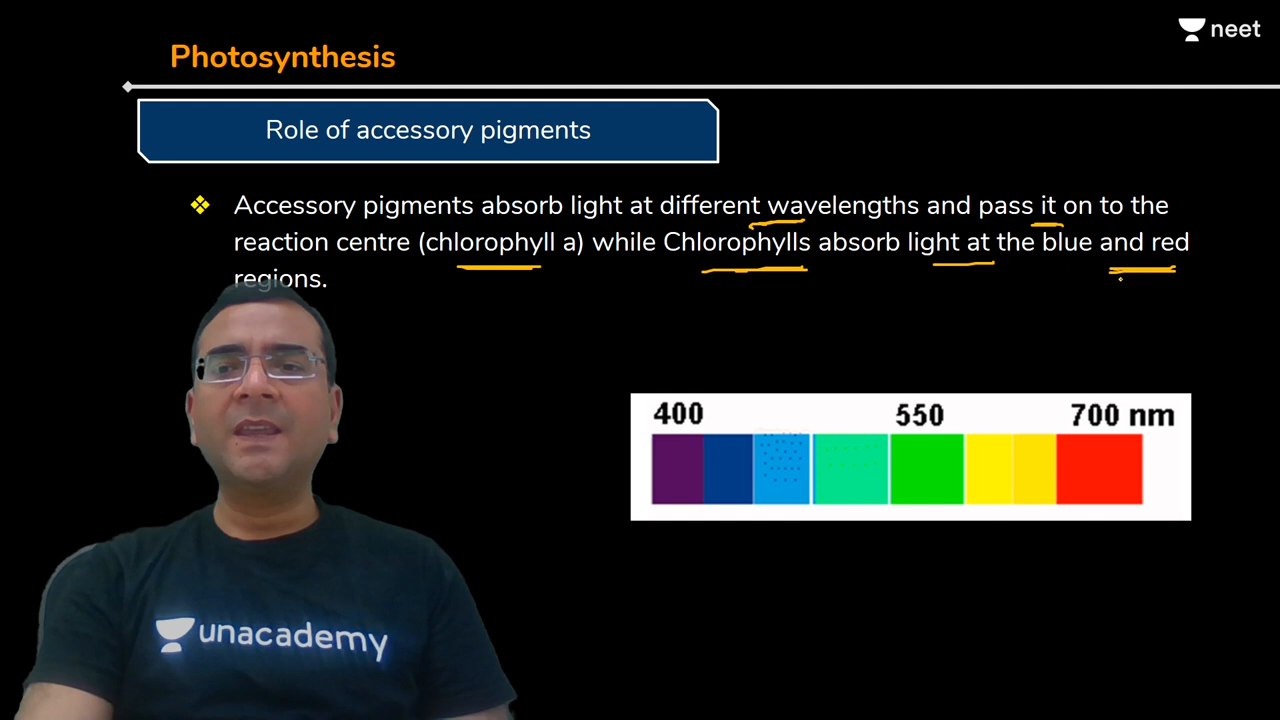 neet
Photosynthesis
Role of accessory pigments
Accessory pigments absorb light at different wavelengths and pass it on to the
reaction centre (chlorophyll a) while Chlorophylls absorb light at the blue and red
regions.
400 550 700 nm
unacademy